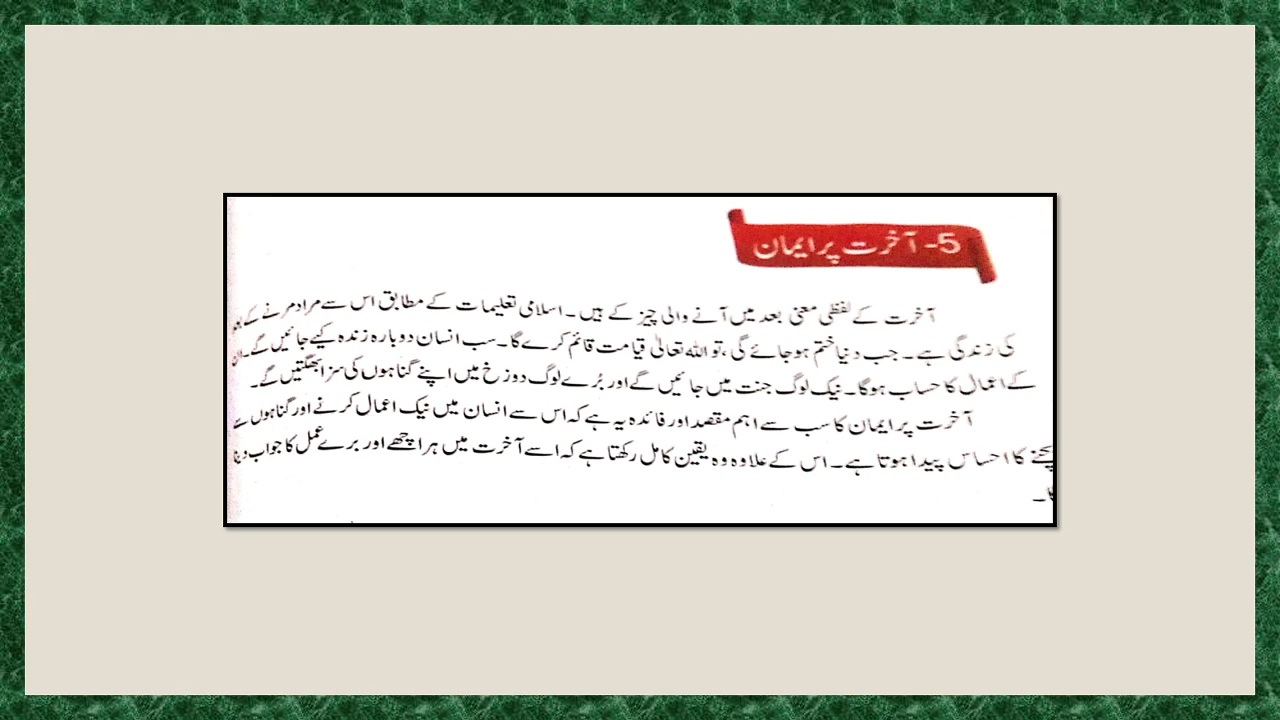 5- آخرت پر ایمان
آخرت کے لفظی معنی بعد میں آنے والی چیز کے ہیں۔ اسلامی تعلیمات کے مطابق اس سے مراد مرنے کے بعد
کی زندگی ہے۔ جب دنیا ختم ہو جائے گی، تو اللہ تعالیٰ قیامت قائم کرے گا۔ سب انسان دوبارہ زندہ کیے جائیں گے۔ ان
کے اعمال کا حساب ہوگا۔ نیک لوگ جنت میں جائیں گے اور بُرے لوگ دوزخ میں اپنے گناہوں کی سزا بھگتیں گے۔
آخرت پر ایمان کا سب سے اہم مقصد اور فائدہ یہ ہے کہ اس سے انسان میں نیک اعمال کرنے اور گناہوں سے
بچنے کا احساس پیدا ہوتا ہے۔ اس کے علاوہ وہ یقین کامل رکھتا ہے کہ اسے آخرت میں ہر اچھے اور برے عمل کا جواب دینا
گا۔